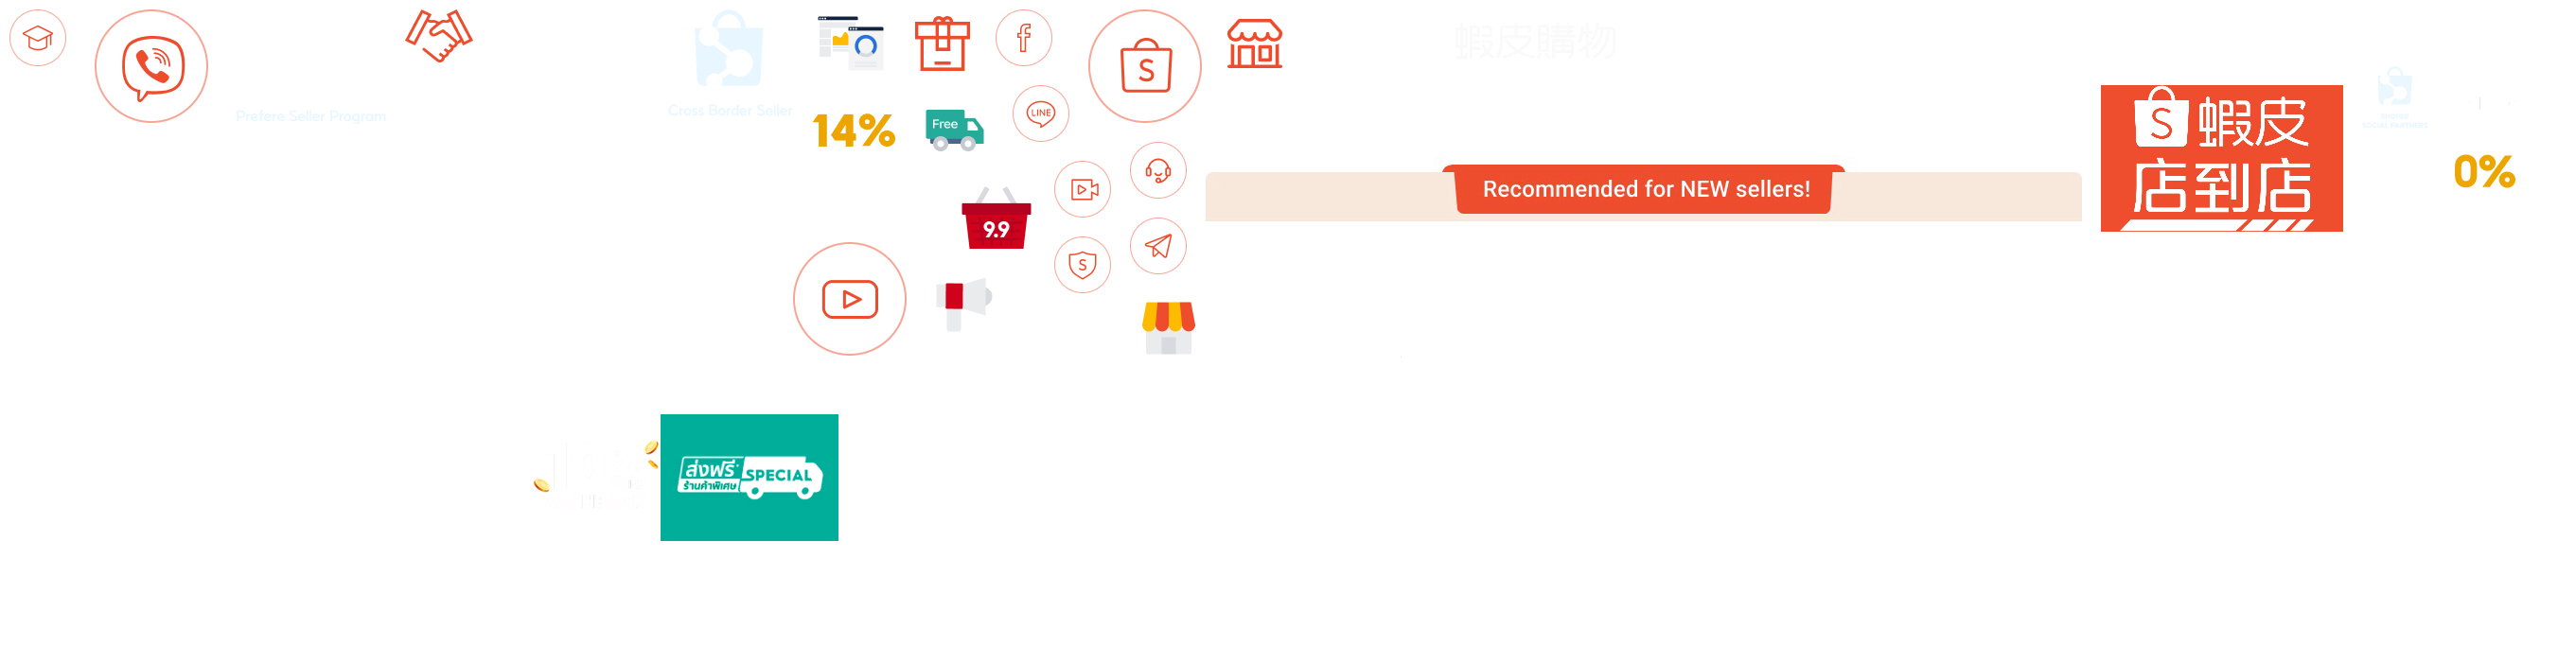 蝦皮購物
Prefere Seller Program
Cross Border Seller
14%
Free
LINE
S
S
蝦皮
店到店
Recommended for NEW sellers!
0%
9.9
S
ส่งฟรี*
ร้านค้าพิเศษ
SPECIAL